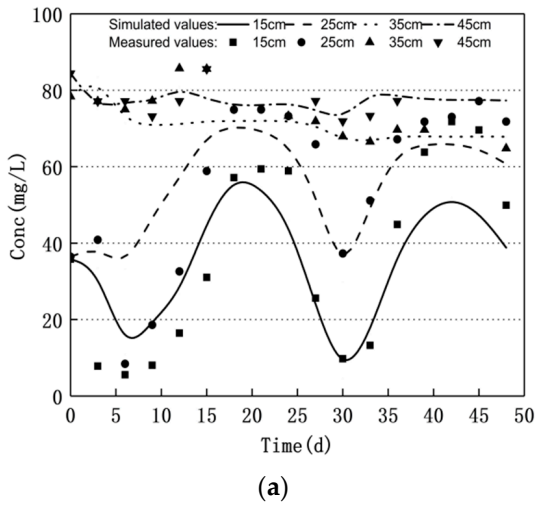 Simulated values: 15cm 25cm 35cm 45cm
Measured values: 15cm 25cm 35cm 45cm
100
80
60
40
20
0
Conc(mg/L)
0 5 10 15 20 25 30 35 40 45 50
Time(d)
(a)